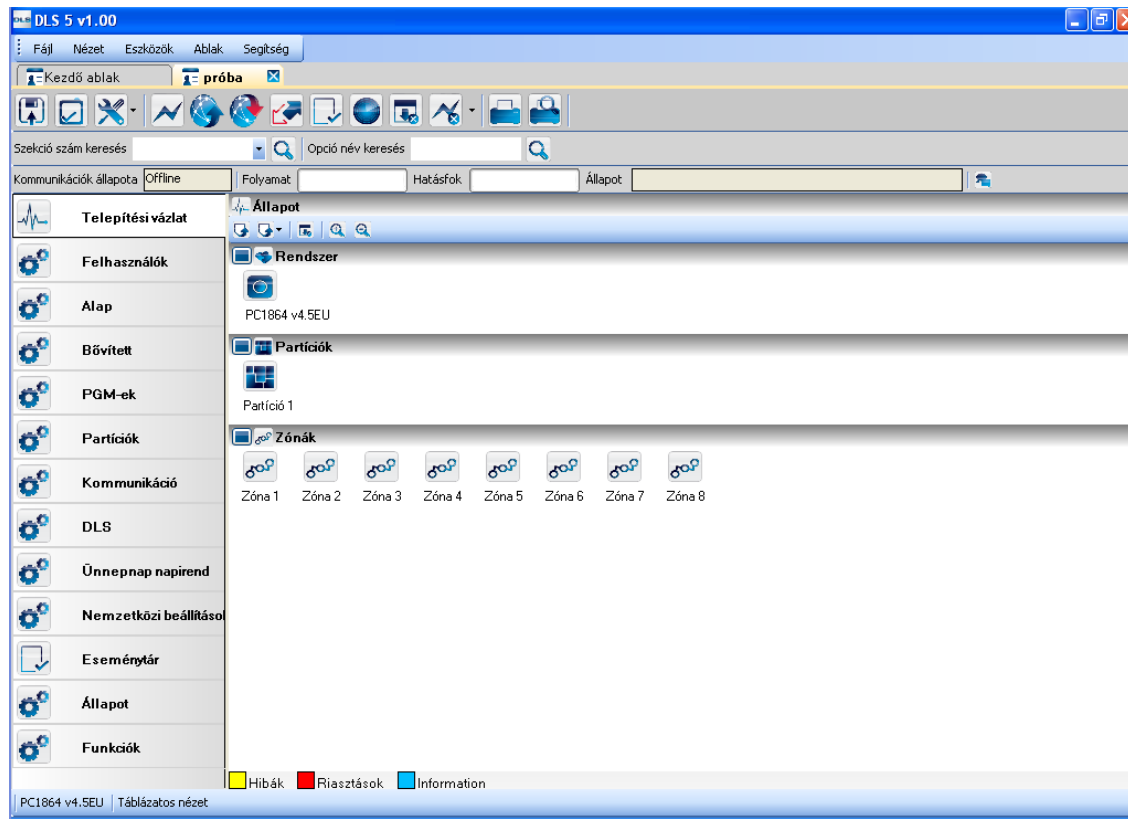 DLS DLS 5 v1.00
Fájl Nézet Eszközök Ablak Segítség
Kezdő ablak próba
Szekció szám keresés Opció név keresés
Kommunikációk állapota Offline Folyamat Hatásfok Állapot
Telepítési vázlat
Felhasználók
Alap
Bővített
PGM-ek
Partíciók
Kommunikáció
DLS
Ünnepnap napirend
Nemzetközi beállításol
Eseménytár
Állapot
Funkciók
Állapot
Rendszer
PC1864 v4.5EU
Partíciók
Partíció 1
Zónák
Zóna 1 Zóna 2 Zóna 3 Zóna 4 Zóna 5 Zóna 6 Zóna 7 Zóna 8
Hibák Riasztások Information
PC1864 v4.5EU Táblázatos nézet